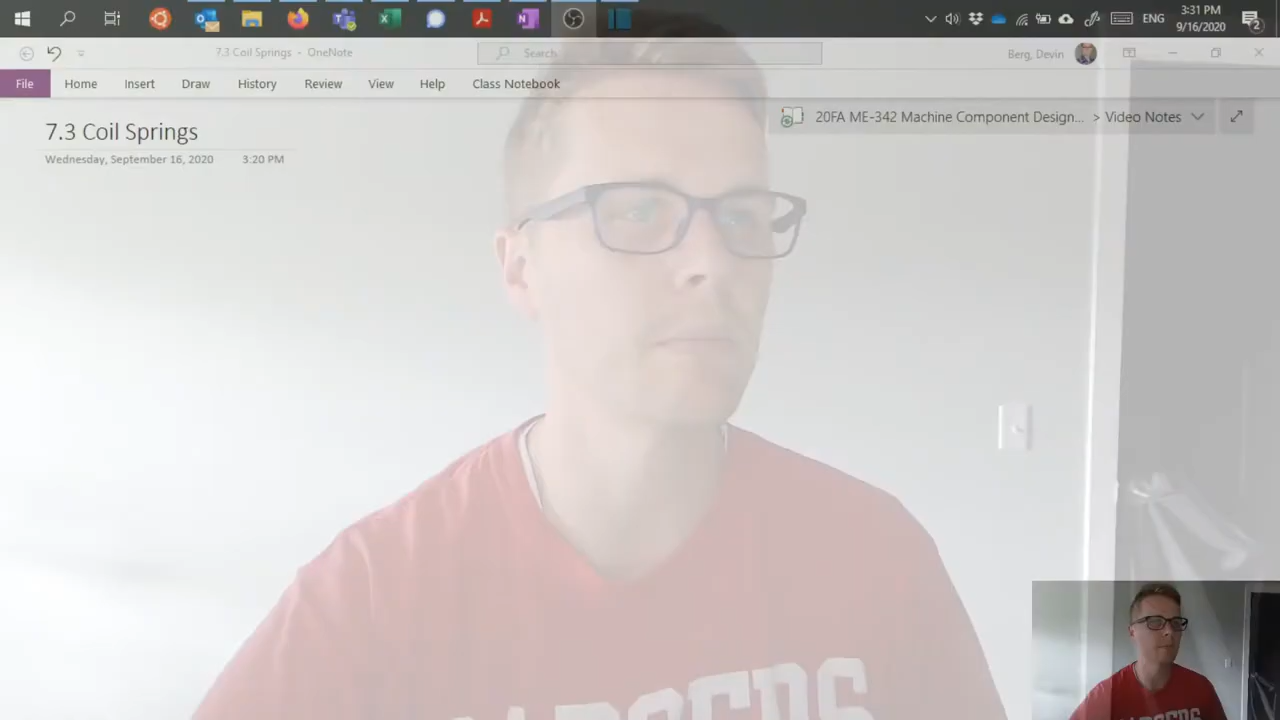 3:31 PM
ENG
9/16/2020
2
7.3 Coil Springs - OneNote
Search
Berg, Devin
File Home Insert Draw History Review View Help Class Notebook
20FA ME-342 Machine Component Design... > Video Notes
7.3 Coil Springs
Wednesday, September 16, 2020 3:20 PM